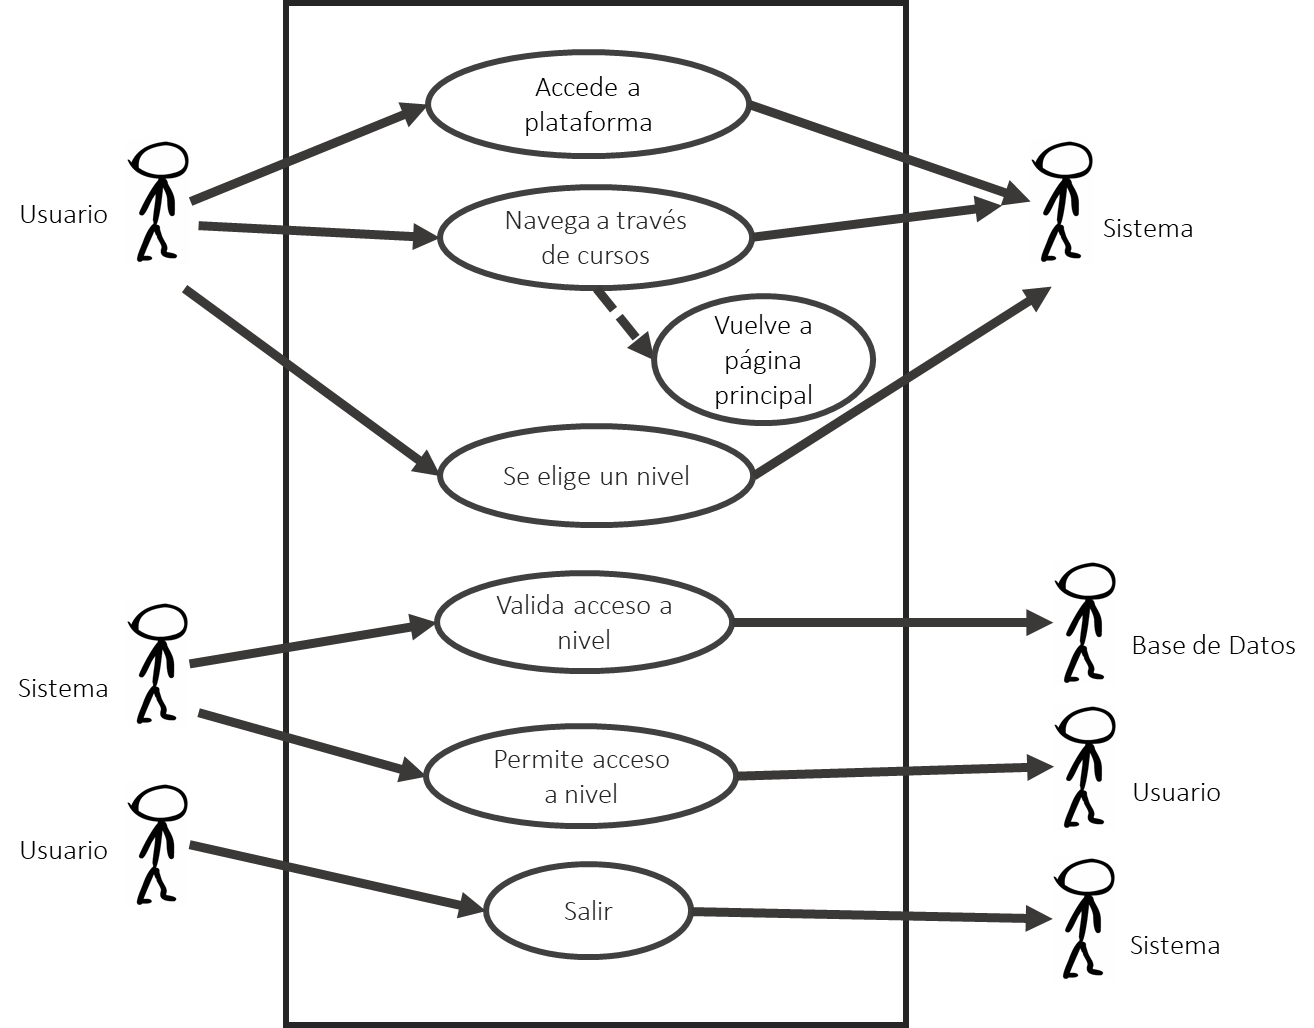 Accede a
plataforma
Usuario
Navega a través
de cursos
Sistema
Vuelve a
página
principal
Se elige un nivel
Valida acceso a
nivel
Base de Datos
Sistema
Permite acceso
a nivel
Usuario
Usuario
Salir
Sistema